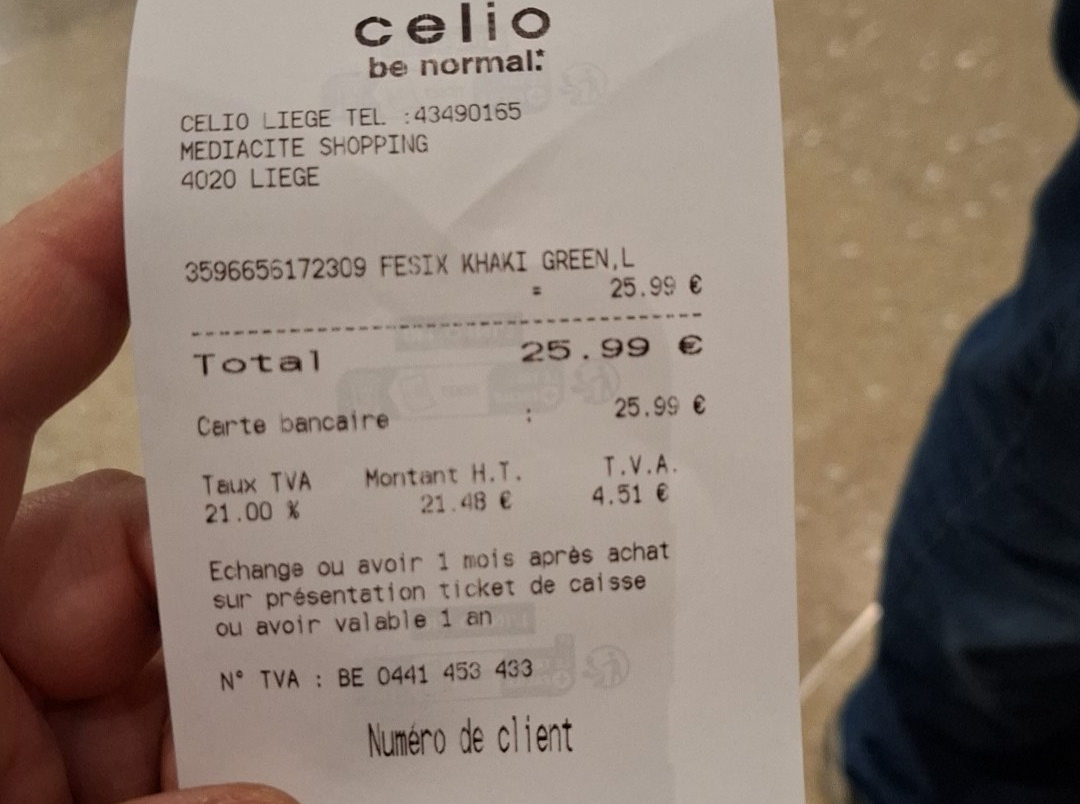 celio
be normal.*
CELIO LIEGE TEL :43490165
MEDIACITE SHOPPING
4020 LIEGE
3596656172309 FESIX KHAKI GREEN,L
= 25.99 €
Total 25.99 €
Carte bancaire : 25.99 €
Taux TVA Montant H.T. T.V.A.
21.00 % 21.48 € 4.51 €
Echange ou avoir 1 mois après achat
sur présentation ticket de caisse
ou avoir valable 1 an
N° TVA : BE 0441 453 433
Numéro de client